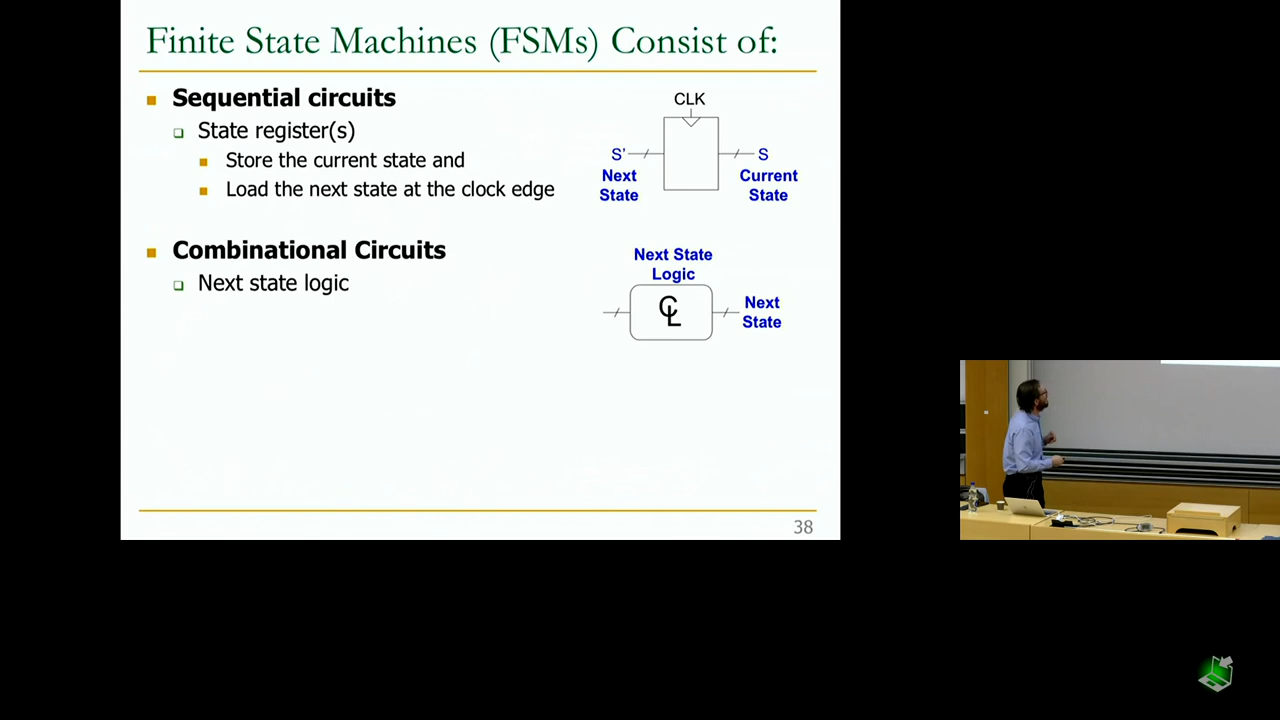 Finite State Machines (FSMs) Consist of:
Sequential circuits
State register(s)
Store the current state and
Load the next state at the clock edge
CLK
S'
S
Next
State
Current
State
Combinational Circuits
Next state logic
Next State
Logic
CL
Next
State
38